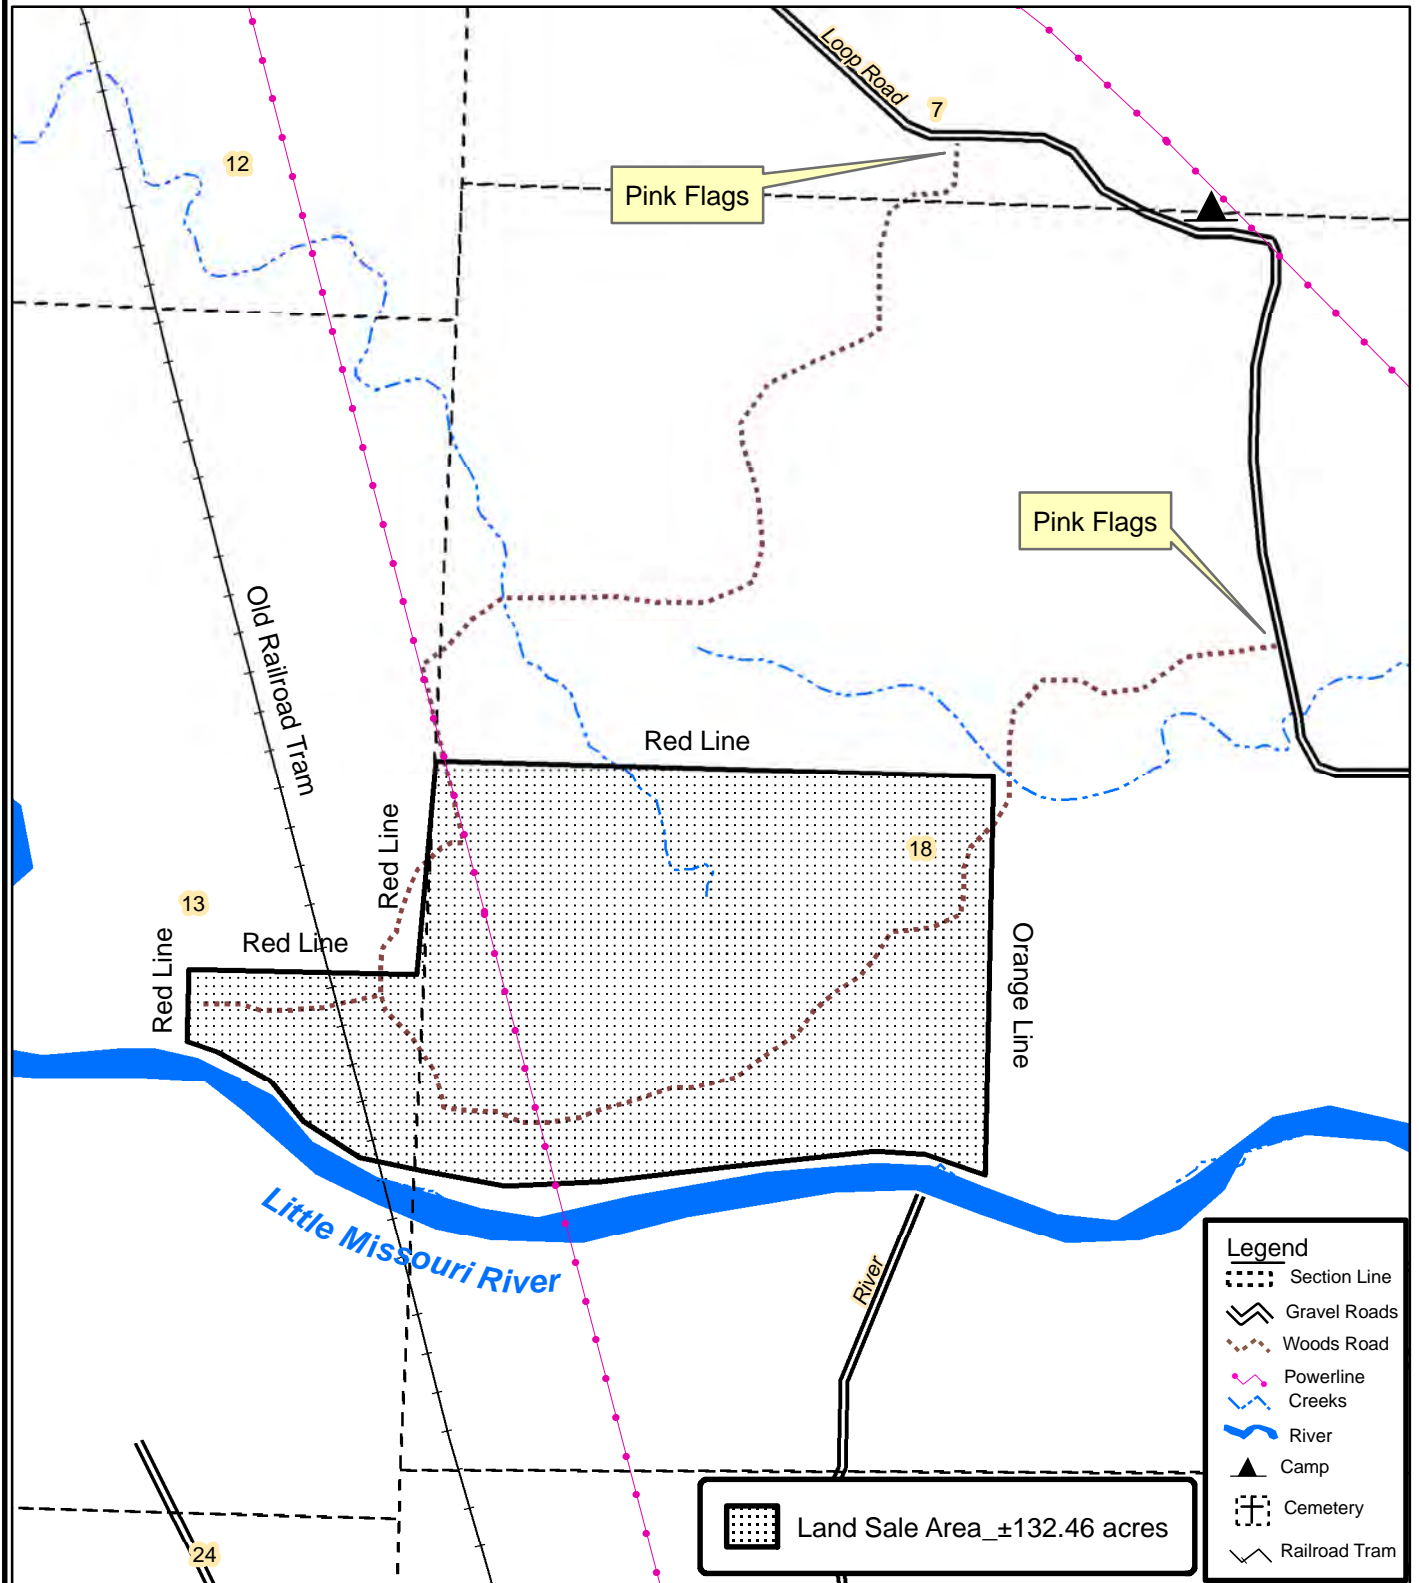 Loop Road
7
12
Pink Flags
Pink Flags
Old Railroad Tram
Red Line
Red Line
18
13
Red Line
Red Line
Orange Line
Little Missouri River
River
24
Legend
Section Line
Gravel Roads
Woods Road
Powerline
Creeks
River
Camp
Cemetery
Railroad Tram
Land Sale Area_±132.46 acres